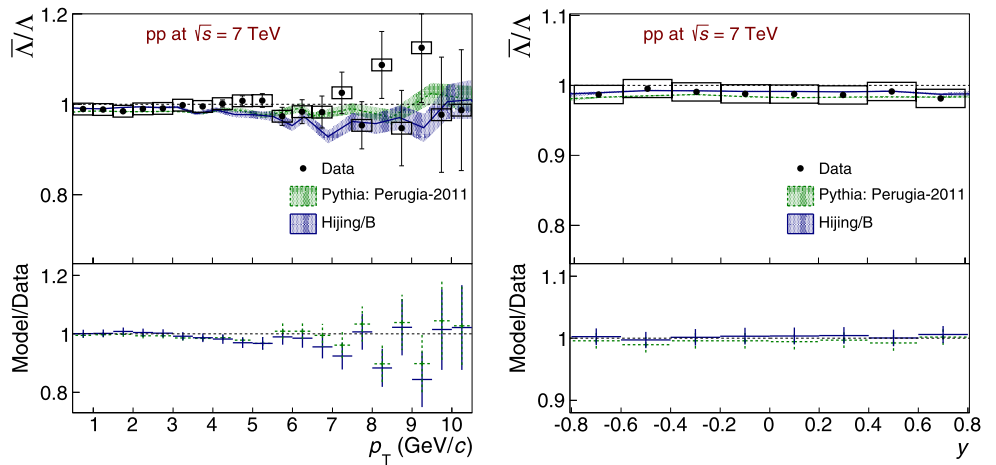 Λ̅/Λ
1.2
1
0.8
pp at √s = 7 TeV
Data
Pythia: Perugia-2011
Hijing/B
Model/Data
1.2
1
0.8
1 2 3 4 5 6 7 8 9 10
p_T (GeV/c)
Λ̅/Λ
1.1
1
0.9
0.8
pp at √s = 7 TeV
Data
Pythia: Perugia-2011
Hijing/B
Model/Data
1.1
1
0.9
-0.8 -0.6 -0.4 -0.2 0 0.2 0.4 0.6 0.8
y